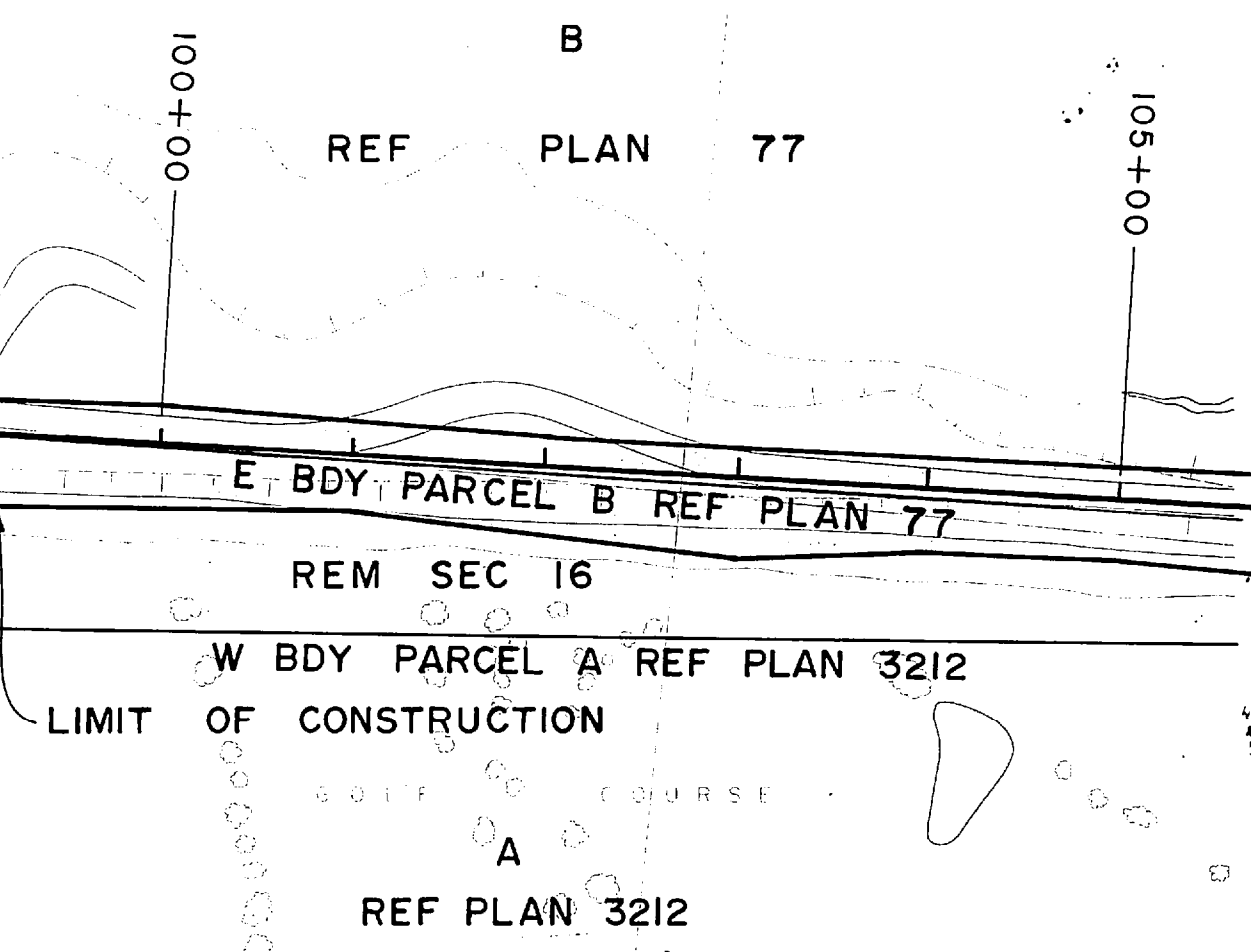 B
100+00
REF PLAN 77
105+00
E BDY PARCEL B REF PLAN 77
REM SEC 16
W BDY PARCEL A REF PLAN 3212
LIMIT OF CONSTRUCTION
GOLF COURSE
A
REF PLAN 3212